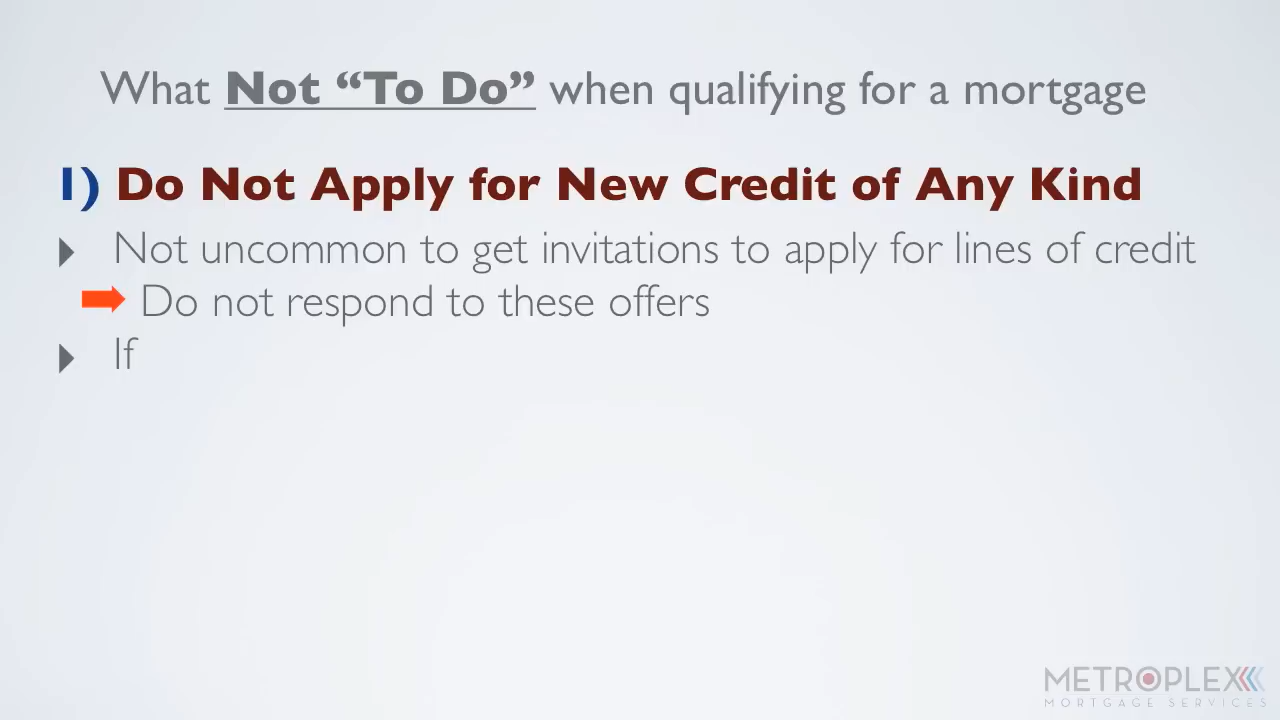 What Not “To Do” when qualifying for a mortgage
1) Do Not Apply for New Credit of Any Kind
Not uncommon to get invitations to apply for lines of credit
Do not respond to these offers
If
METROPLEX
MORTGAGE SERVICES